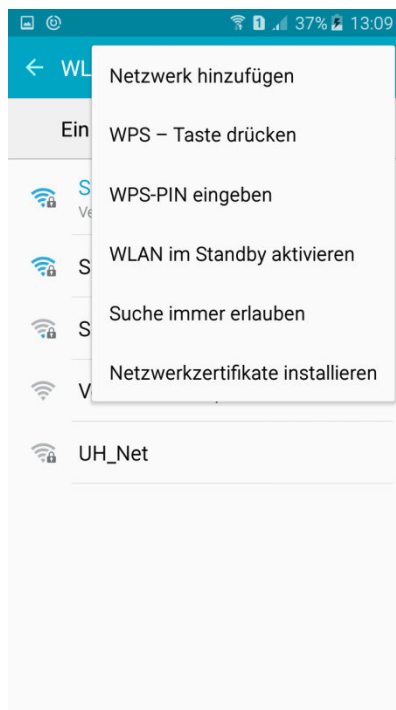 1 37% 13:09
WL
Netzwerk hinzufügen
Ein
WPS – Taste drücken
S
WPS-PIN eingeben
Ve
S
WLAN im Standby aktivieren
S
Suche immer erlauben
V
Netzwerkzertifikate installieren
UH_Net